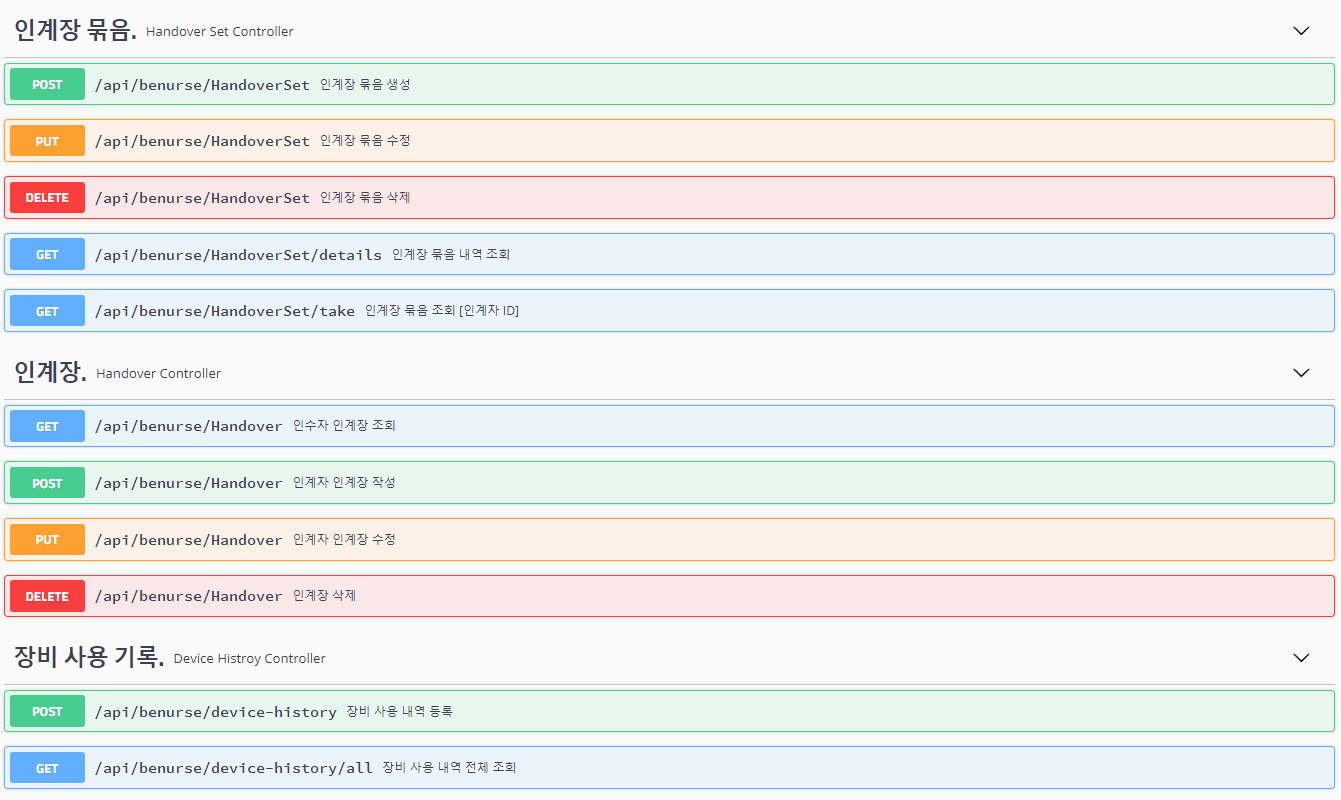 인계장 묶음. Handover Set Controller
POST /api/benurse/HandoverSet 인계장 묶음 생성
PUT /api/benurse/HandoverSet 인계장 묶음 수정
DELETE /api/benurse/HandoverSet 인계장 묶음 삭제
GET /api/benurse/HandoverSet/details 인계장 묶음 내역 조회
GET /api/benurse/HandoverSet/take 인계장 묶음 조회 [인계자 ID]
인계장. Handover Controller
GET /api/benurse/Handover 인수자 인계장 조회
POST /api/benurse/Handover 인계자 인계장 작성
PUT /api/benurse/Handover 인계자 인계장 수정
DELETE /api/benurse/Handover 인계장 삭제
장비 사용 기록. Device Histroy Controller
POST /api/benurse/device-history 장비 사용 내역 등록
GET /api/benurse/device-history/all 장비 사용 내역 전체 조회